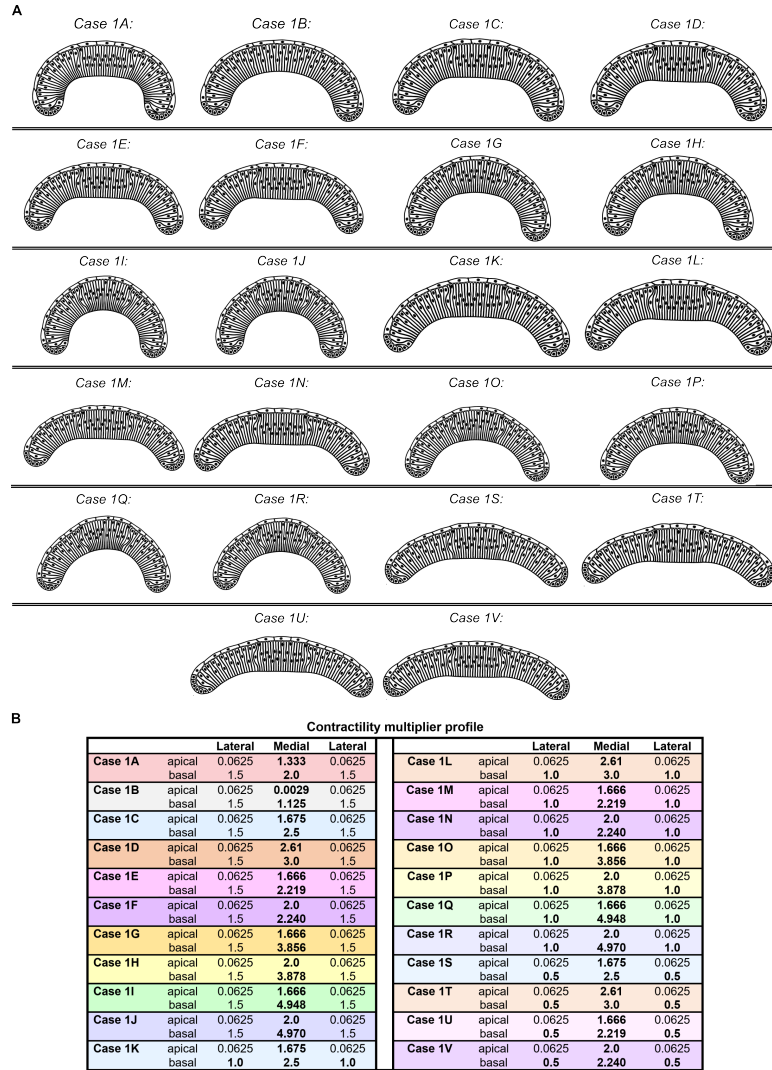 A
Case 1A: Case 1B: Case 1C: Case 1D:
Case 1E: Case 1F: Case 1G Case 1H:
Case 1I: Case 1J Case 1K: Case 1L:
Case 1M: Case 1N: Case 1O: Case 1P:
Case 1Q: Case 1R: Case 1S: Case 1T:
Case 1U: Case 1V:
B
Contractility multiplier profile
Lateral Medial Lateral
Case 1A apical 0.0625 1.333 0.0625
basal 1.5 2.0 1.5
Case 1B apical 0.0625 0.0029 0.0625
basal 1.5 1.125 1.5
Case 1C apical 0.0625 1.675 0.0625
basal 1.5 2.5 1.5
Case 1D apical 0.0625 2.61 0.0625
basal 1.5 3.0 1.5
Case 1E apical 0.0625 1.666 0.0625
basal 1.5 2.219 1.5
Case 1F apical 0.0625 2.0 0.0625
basal 1.5 2.240 1.5
Case 1G apical 0.0625 1.666 0.0625
basal 1.5 3.856 1.5
Case 1H apical 0.0625 2.0 0.0625
basal 1.5 3.878 1.5
Case 1I apical 0.0625 1.666 0.0625
basal 1.5 4.948 1.5
Case 1J apical 0.0625 2.0 0.0625
basal 1.5 4.970 1.5
Case 1K apical 0.0625 1.675 0.0625
basal 1.0 2.5 1.0
Lateral Medial Lateral
Case 1L apical 0.0625 2.61 0.0625
basal 1.0 3.0 1.0
Case 1M apical 0.0625 1.666 0.0625
basal 1.0 2.219 1.0
Case 1N apical 0.0625 2.0 0.0625
basal 1.0 2.240 1.0
Case 1O apical 0.0625 1.666 0.0625
basal 1.0 3.856 1.0
Case 1P apical 0.0625 2.0 0.0625
basal 1.0 3.878 1.0
Case 1Q apical 0.0625 1.666 0.0625
basal 1.0 4.948 1.0
Case 1R apical 0.0625 2.0 0.0625
basal 1.0 4.970 1.0
Case 1S apical 0.0625 1.675 0.0625
basal 0.5 2.5 0.5
Case 1T apical 0.0625 2.61 0.0625
basal 0.5 3.0 0.5
Case 1U apical 0.0625 1.666 0.0625
basal 0.5 2.219 0.5
Case 1V apical 0.0625 2.0 0.0625
basal 0.5 2.240 0.5